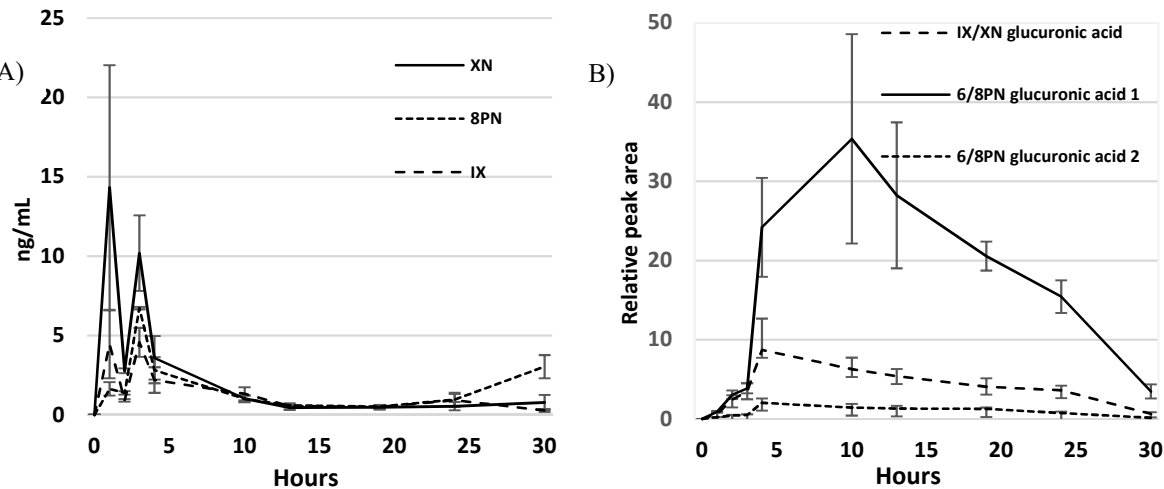 A)
25
20
15
10
5
0
ng/mL
XN
8PN
IX
0 5 10 15 20 25 30
Hours
B)
50
40
30
20
10
0
Relative peak area
IX/XN glucuronic acid
6/8PN glucuronic acid 1
6/8PN glucuronic acid 2
0 5 10 15 20 25 30
Hours